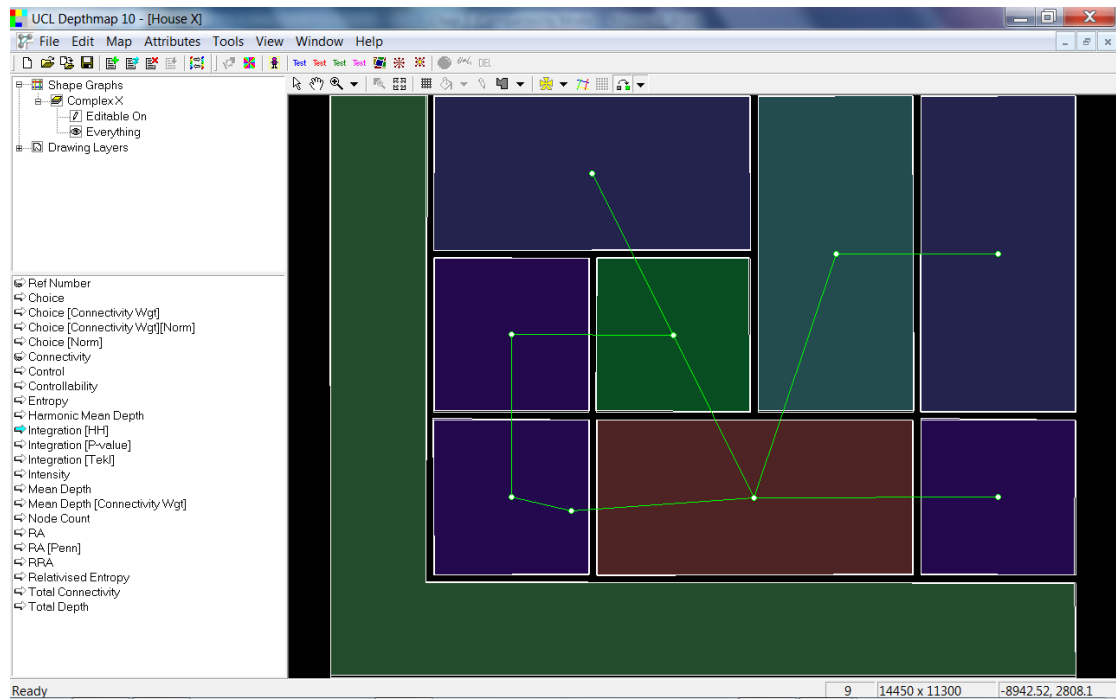 UCL Depthmap 10 - [House X]
File Edit Map Attributes Tools View Window Help
Test Test Test Test DEL
Shape Graphs
ComplexX
Editable On
Everything
Drawing Layers
Ref Number
Choice
Choice [Connectivity Wgt]
Choice [Connectivity Wgt][Norm]
Choice [Norm]
Connectivity
Control
Controllability
Entropy
Harmonic Mean Depth
Integration [HH]
Integration [P-value]
Integration [Tekl]
Intensity
Mean Depth
Mean Depth [Connectivity Wgt]
Node Count
RA
RA [Penn]
RRA
Relativised Entropy
Total Connectivity
Total Depth
Ready 9 14450 x 11300 -8942.52, 2808.1